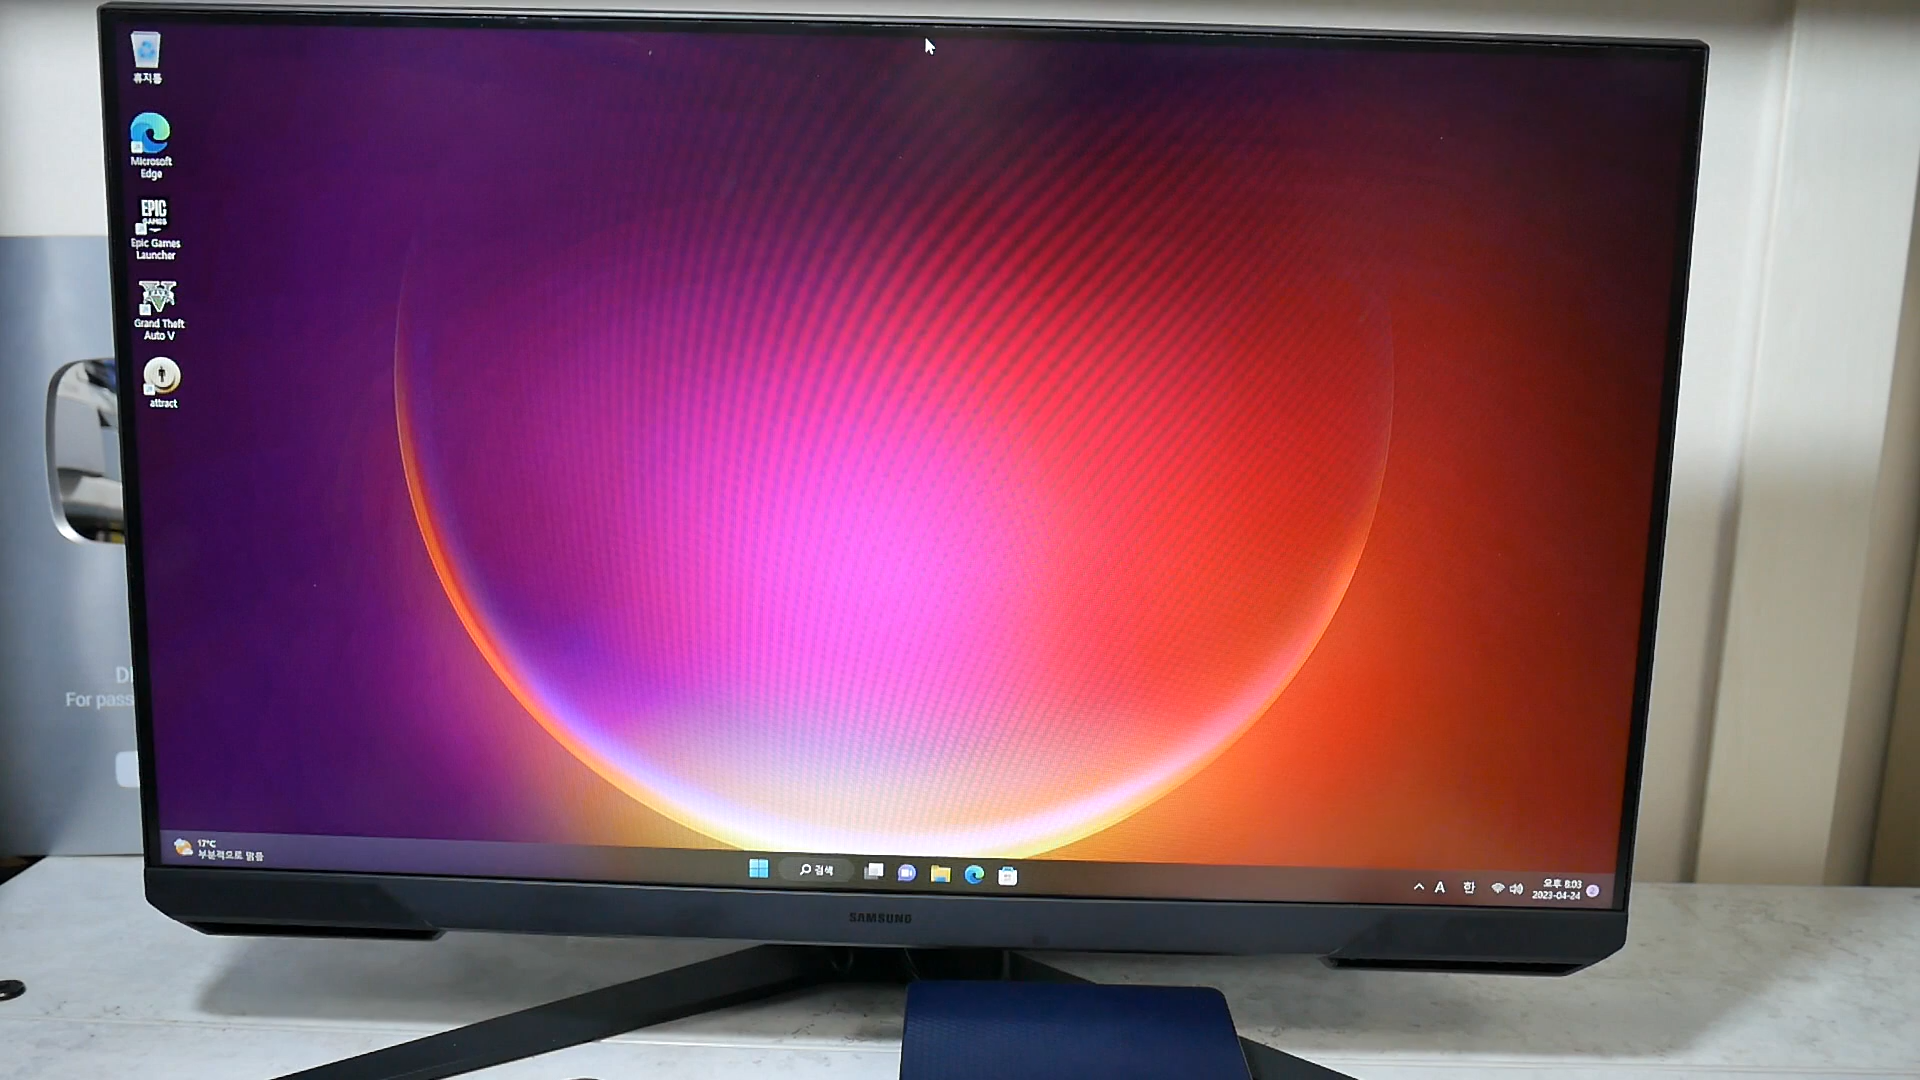 휴지통
Microsoft
Edge
EPIC
GAMES
Epic Games
Launcher
V
Grand Theft
Auto V
attract
For pass
17°C
부분적으로 맑음
검색
A
한
오후 8:03
2023-04-24
2
SAMSUNG